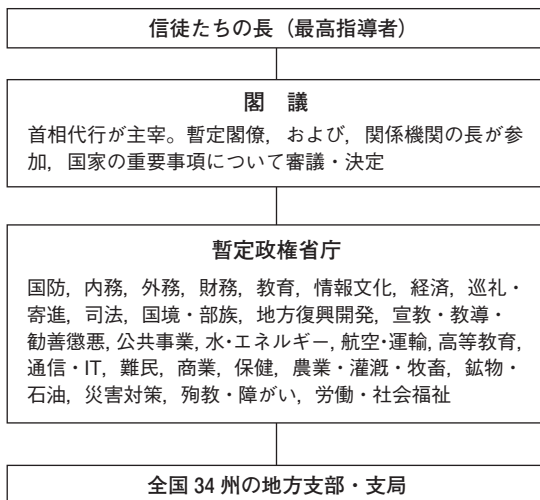 信徒たちの長（最高指導者）
閣　議
首相代行が主宰。暫定閣僚，および，関係機関の長が参
加，国家の重要事項について審議・決定
暫定政権省庁
国防，内務，外務，財務，教育，情報文化，経済，巡礼・
寄進，司法，国境・部族，地方復興開発，宣教・教導・
勧善懲悪，公共事業，水・エネルギー，航空・運輸，高等教育，
通信・IT，難民，商業，保健，農業・灌漑・牧畜，鉱物・
石油，災害対策，殉教・障がい，労働・社会福祉
全国 34 州の地方支部・支局